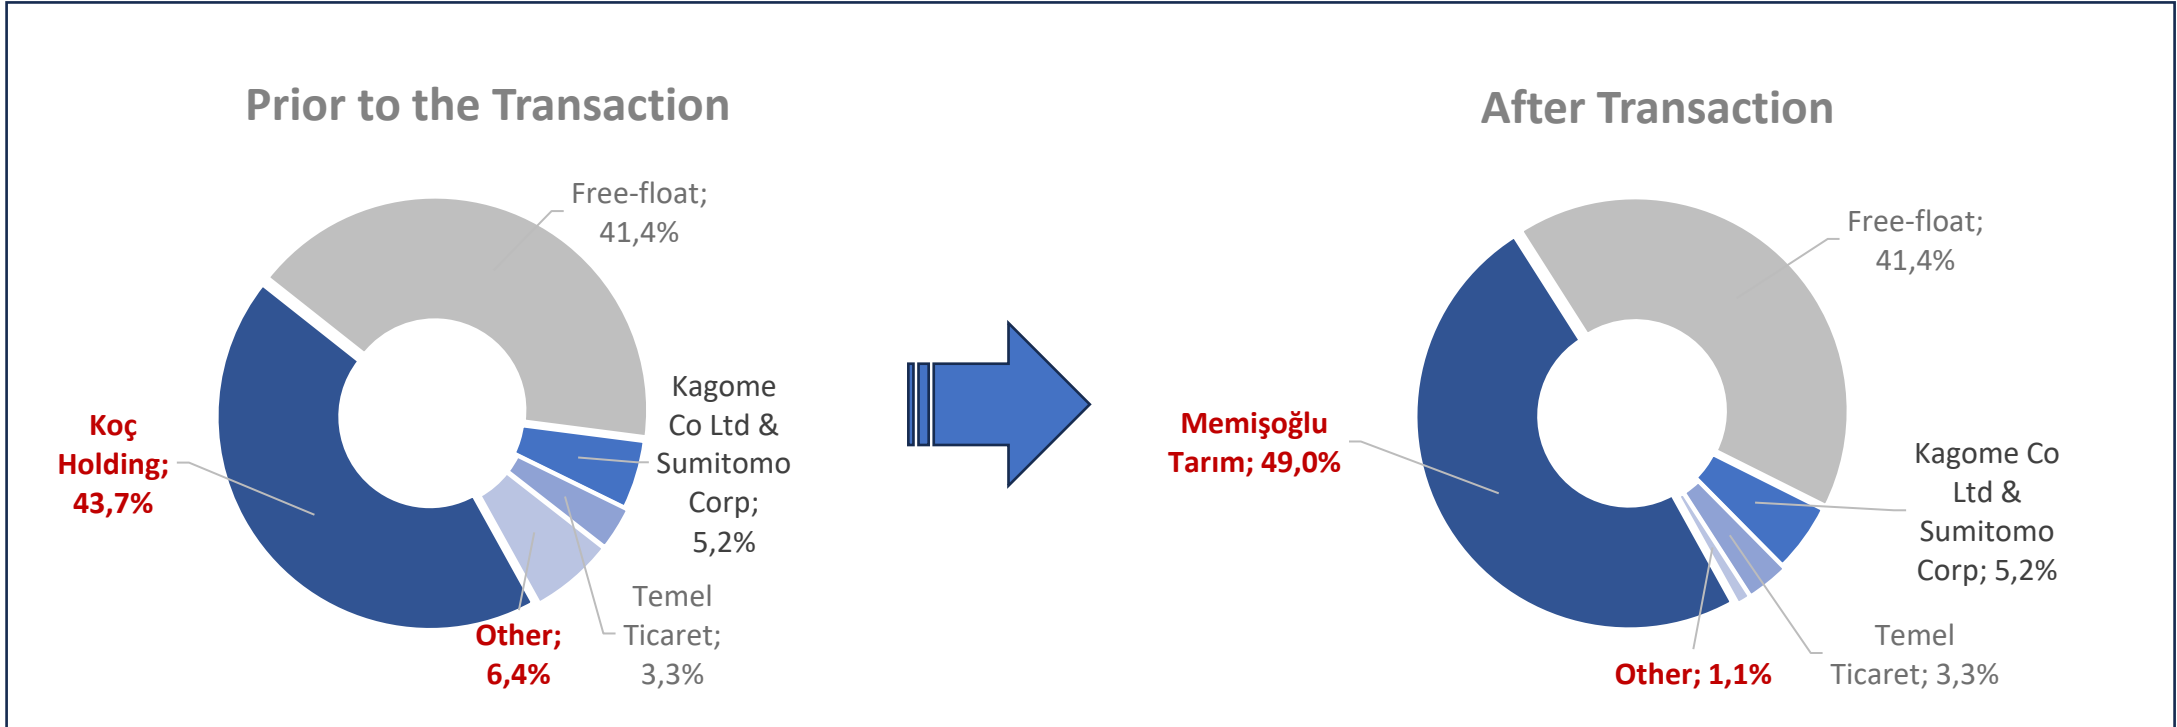 Prior to the Transaction
Free-float;
41,4%
Kagome
Co Ltd &
Sumitomo
Corp;
5,2%
Koç
Holding;
43,7%
Temel
Ticaret;
3,3%
Other;
6,4%
After Transaction
Free-float;
41,4%
Memişoğlu
Tarım; 49,0%
Kagome Co
Ltd &
Sumitomo
Corp; 5,2%
Temel
Ticaret; 3,3%
Other; 1,1%